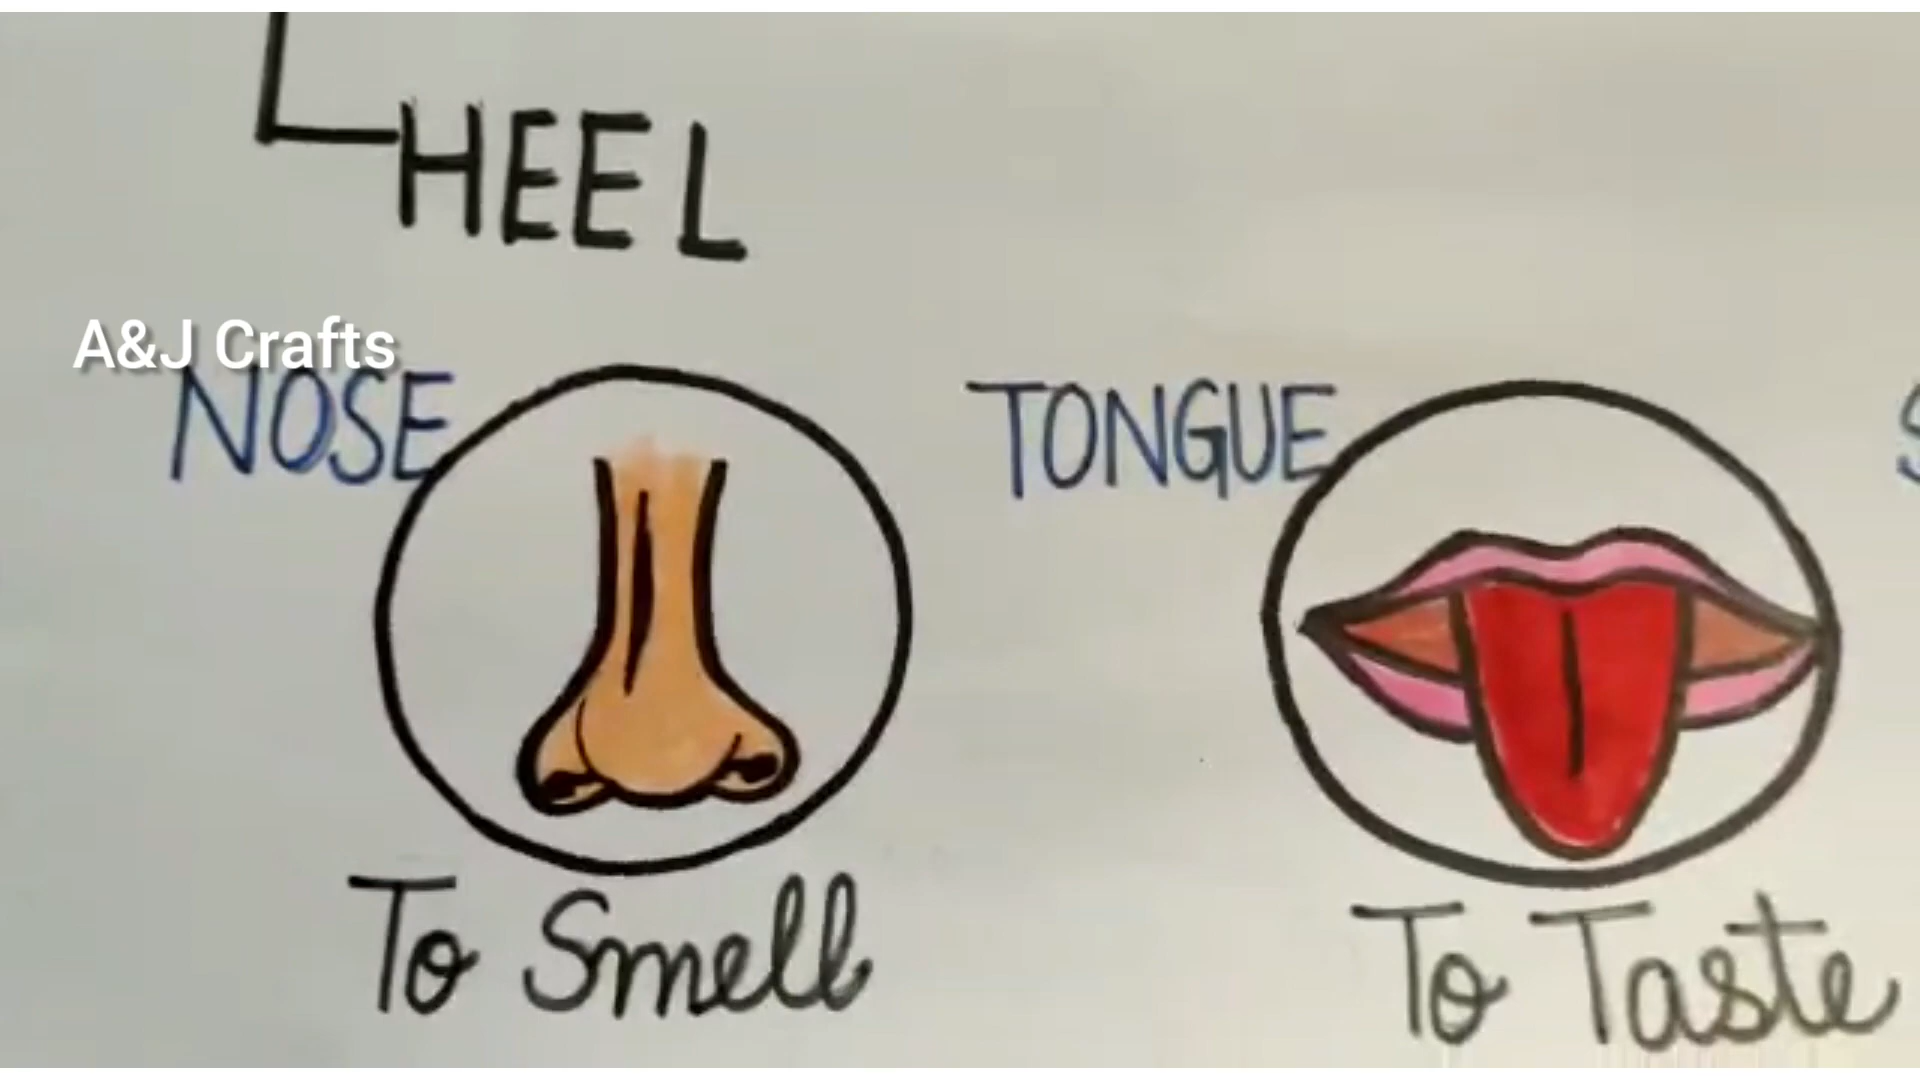 HEEL
A&J Crafts
NOSE
TONGUE
To Smell
To Taste